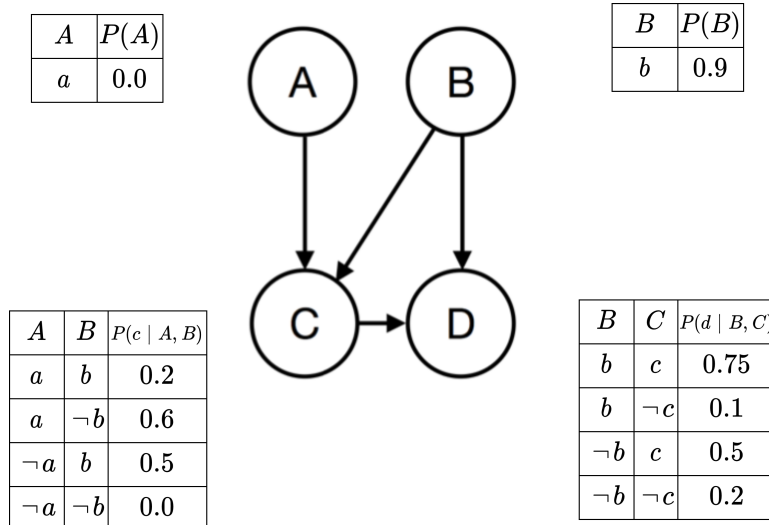 A P(A)
a 0.0
B P(B)
b 0.9
A
B
C
D
A B P(c | A, B)
a b 0.2
a ¬b 0.6
¬a b 0.5
¬a ¬b 0.0
B C P(d | B, C)
b c 0.75
b ¬c 0.1
¬b c 0.5
¬b ¬c 0.2